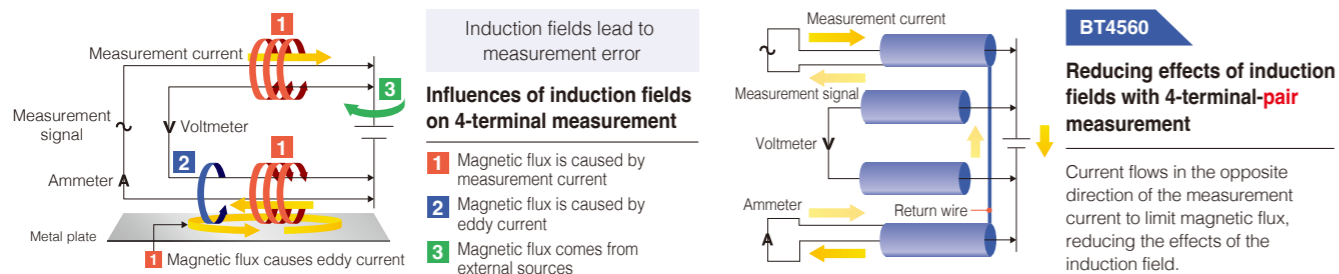 1
Measurement current
3
Measurement
signal
V Voltmeter
2
1
Ammeter A
Metal plate
1 Magnetic flux causes eddy current
Induction fields lead to
measurement error
Influences of induction fields
on 4-terminal measurement
1 Magnetic flux is caused by
measurement current
2 Magnetic flux is caused by
eddy current
3 Magnetic flux comes from
external sources
Measurement current
Measurement signal
Voltmeter V
Ammeter
A
Return wire
BT4560
Reducing effects of induction
fields with 4-terminal-pair
measurement
Current flows in the opposite
direction of the measurement
current to limit magnetic flux,
reducing the effects of the
induction field.